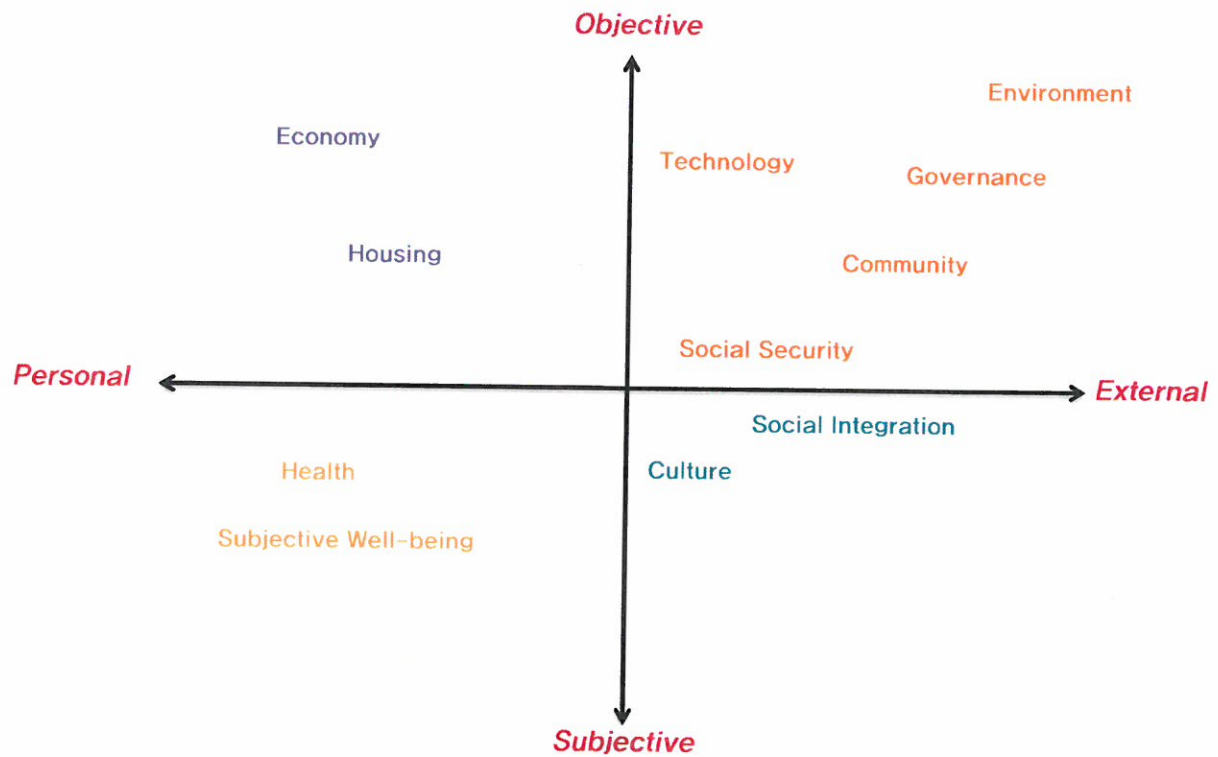 Objective
Environment
Economy
Technology
Governance
Housing
Community
Social Security
Personal
External
Social Integration
Health
Culture
Subjective Well-being
Subjective